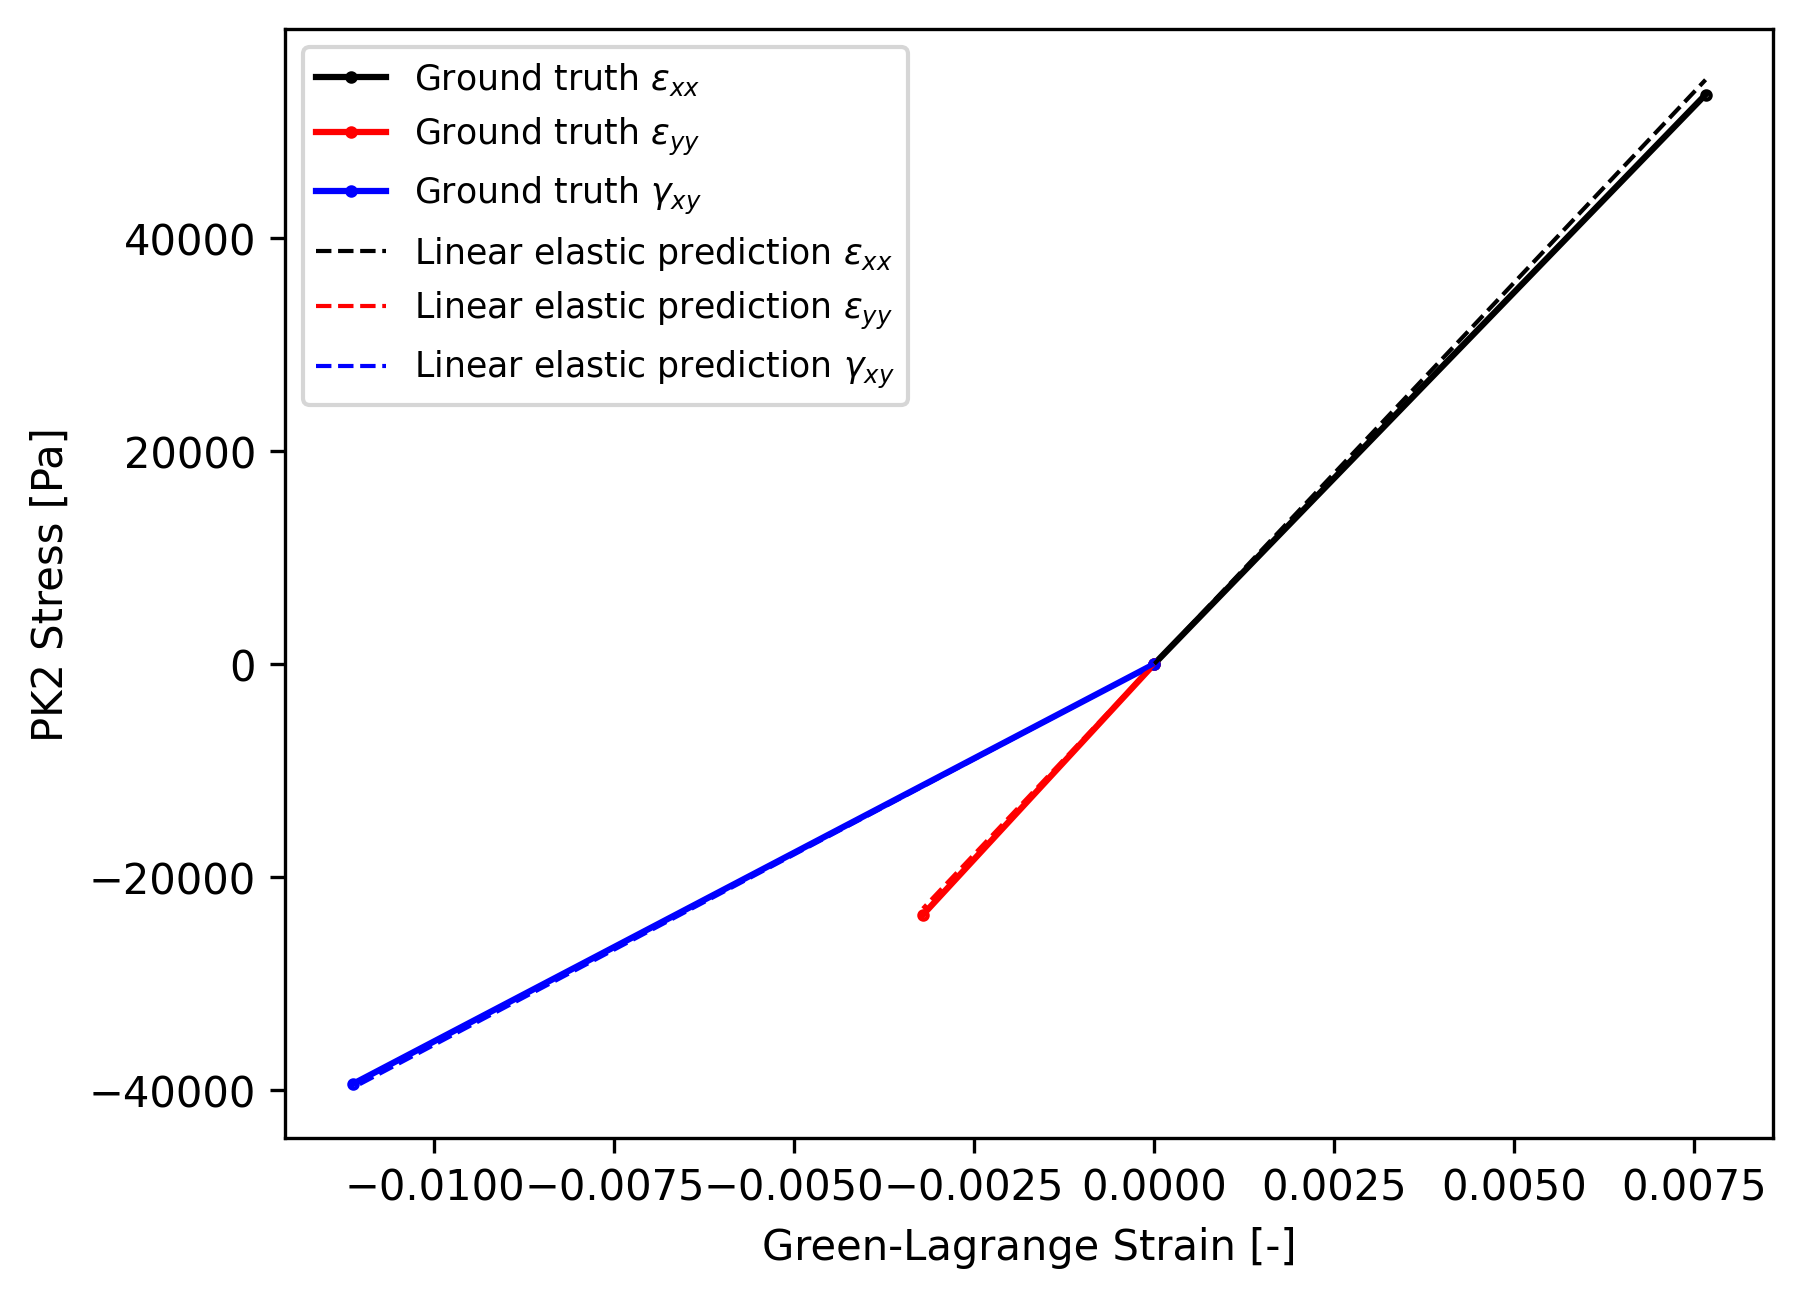 Ground truth εxx
Ground truth εyy
Ground truth γxy
Linear elastic prediction εxx
Linear elastic prediction εyy
Linear elastic prediction γxy
40000
20000
0
−20000
−40000
PK2 Stress [Pa]
−0.0100 −0.0075 −0.0050 −0.0025 0.0000 0.0025 0.0050 0.0075
Green-Lagrange Strain [-]